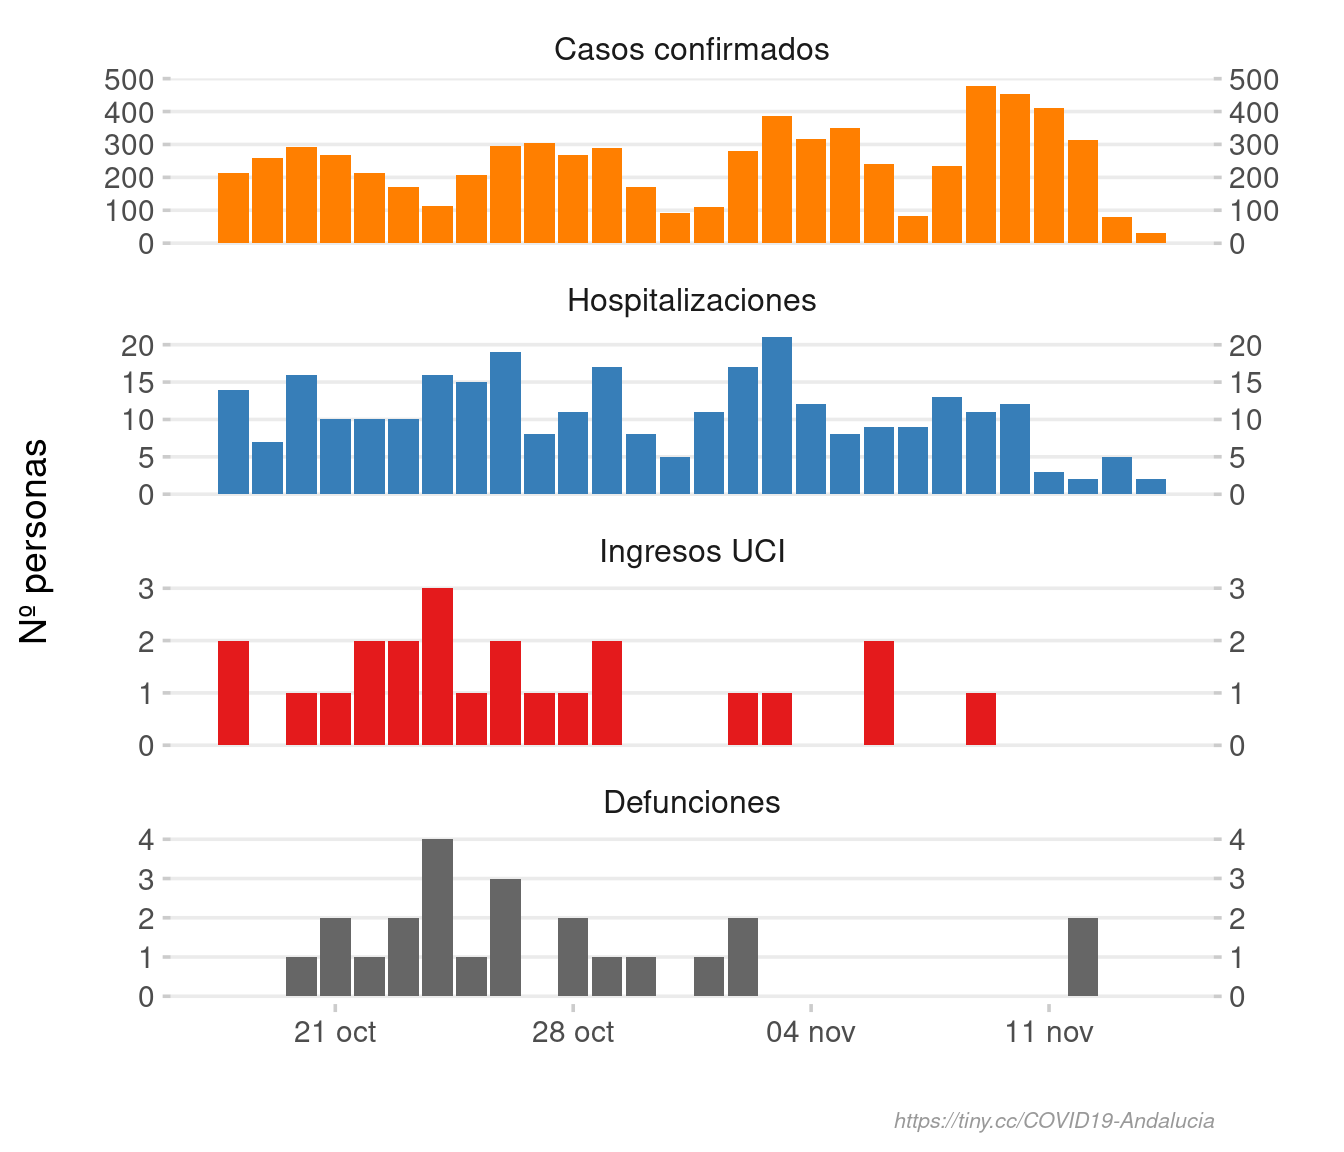 Casos confirmados
500 500
400 400
300 300
200 200
100 100
0 0
Hospitalizaciones
20 20
15 15
10 10
5 5
0 0
Nº personas
Ingresos UCI
3 3
2 2
1 1
0 0
Defunciones
4 4
3 3
2 2
1 1
0 0
21 oct 28 oct 04 nov 11 nov
https://tiny.cc/COVID19-Andalucia